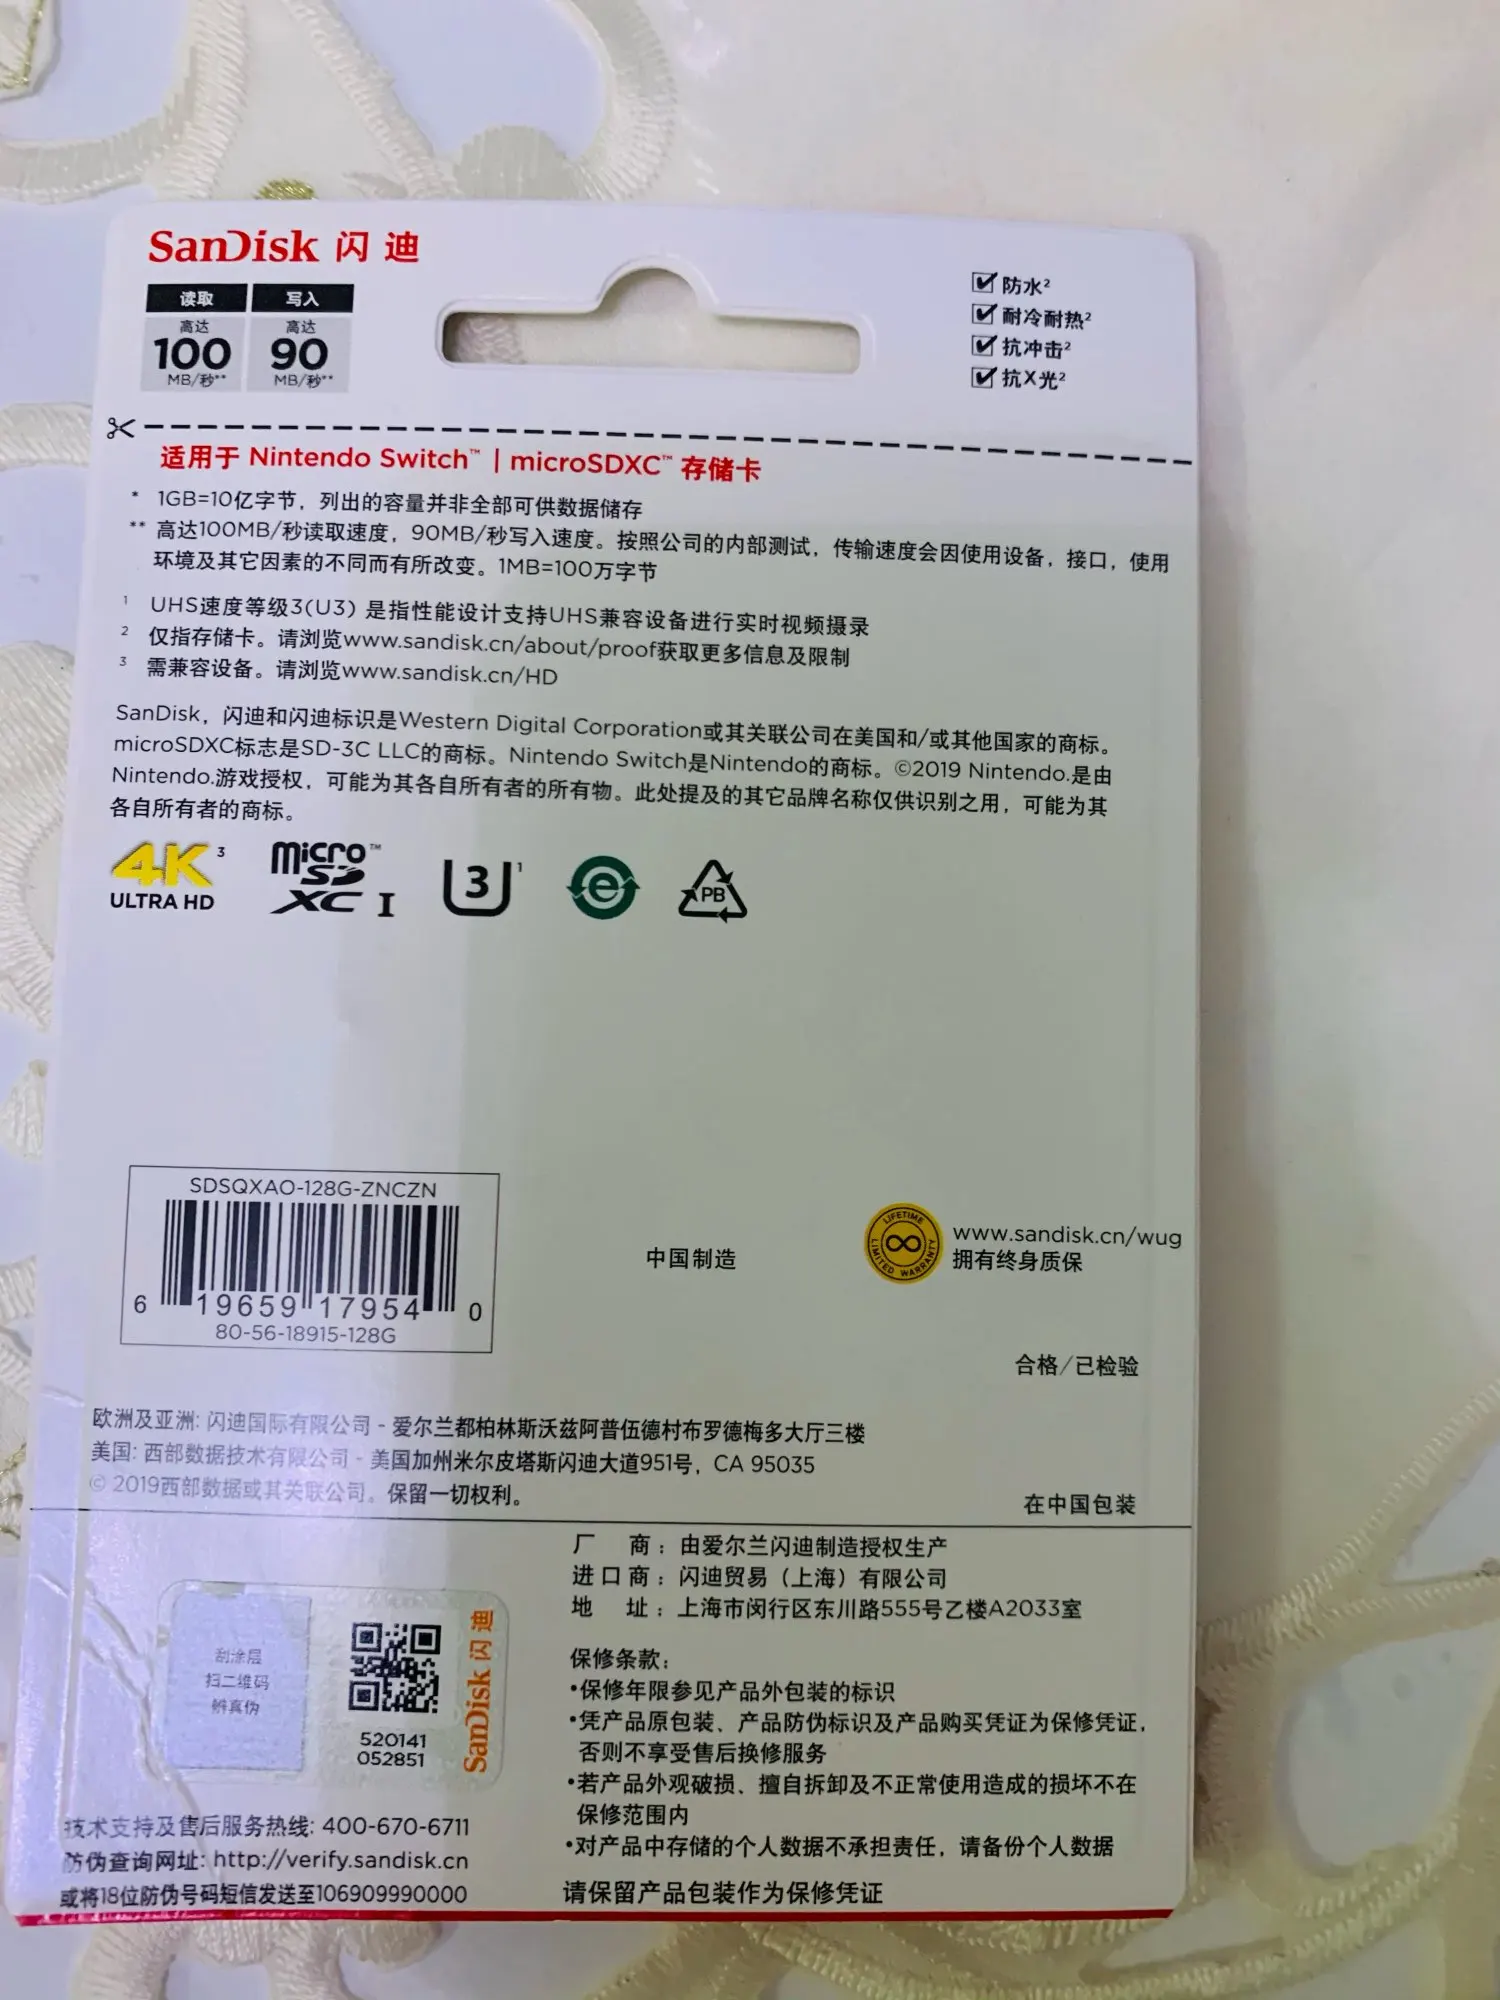 SanDisk 闪迪
读取 写入
高达 高达
100 90
MB/秒** MB/秒**
防水²
耐冷耐热²
抗冲击²
抗X光²
适用于 Nintendo Switch™ | microSDXC™ 存储卡
* 1GB=10亿字节，列出的容量并非全部可供数据储存
** 高达100MB/秒读取速度，90MB/秒写入速度。按照公司的内部测试，传输速度会因使用设备，接口，使用
环境及其它因素的不同而有所改变。1MB=100万字节
1 UHS速度等级3(U3) 是指性能设计支持UHS兼容设备进行实时视频摄录
2 仅指存储卡。请浏览www.sandisk.cn/about/proof获取更多信息及限制
3 需兼容设备。请浏览www.sandisk.cn/HD
SanDisk，闪迪和闪迪标识是Western Digital Corporation或其关联公司在美国和/或其他国家的商标。
microSDXC标志是SD-3C LLC的商标。Nintendo Switch是Nintendo的商标。©2019 Nintendo.是由
Nintendo.游戏授权，可能为其各自所有者的所有物。此处提及的其它品牌名称仅供识别之用，可能为其
各自所有者的商标。
4K³
ULTRA HD
micro™
SD
XC I
3¹
e
PB
SDSQXAO-128G-ZNCZN
6 19659 17954 0
80-56-18915-128G
中国制造
LIFETIME
LIMITED WARRANTY
www.sandisk.cn/wug
拥有终身质保
合格/已检验
欧洲及亚洲: 闪迪国际有限公司 - 爱尔兰都柏林斯沃兹阿普伍德村布罗德梅多大厅三楼
美国: 西部数据技术有限公司 - 美国加州米尔皮塔斯闪迪大道951号，CA 95035
© 2019西部数据或其关联公司。保留一切权利。
在中国包装
厂 商：由爱尔兰闪迪制造授权生产
进口商：闪迪贸易（上海）有限公司
地 址：上海市闵行区东川路555号乙楼A2033室
刮涂层
扫二维码
辨真伪
520141
052851
SanDisk 闪迪
保修条款：
•保修年限参见产品外包装的标识
•凭产品原包装、产品防伪标识及产品购买凭证为保修凭证，
否则不享受售后换修服务
•若产品外观破损、擅自拆卸及不正常使用造成的损坏不在
保修范围内
•对产品中存储的个人数据不承担责任，请备份个人数据
请保留产品包装作为保修凭证
技术支持及售后服务热线: 400-670-6711
防伪查询网址: http://verify.sandisk.cn
或将18位防伪号码短信发送至106909990000